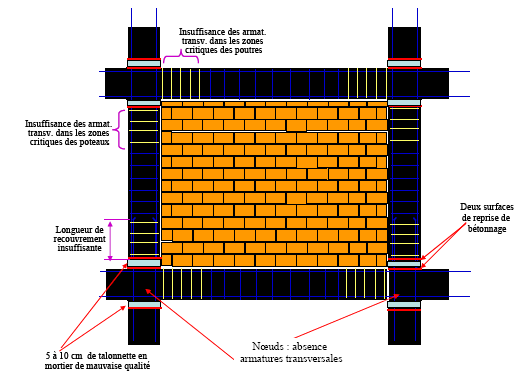 Insuffisance des armat.
transv. dans les zones
critiques des poutres
Insuffisance des armat.
transv. dans les zones
critiques des poteaux
Longueur de
recouvrement
insuffisante
Deux surfaces
de reprise de
bétonnage
5 à 10 cm de talonnette en
mortier de mauvaise qualité
Nœuds : absence
armatures transversales